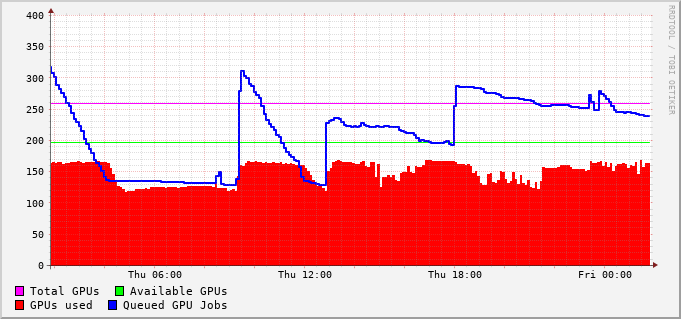 400
350
300
250
200
150
100
50
0
Thu 06:00 Thu 12:00 Thu 18:00 Fri 00:00
Total GPUs Available GPUs
GPUs used Queued GPU Jobs
RRDTOOL / TOBI OETIKER